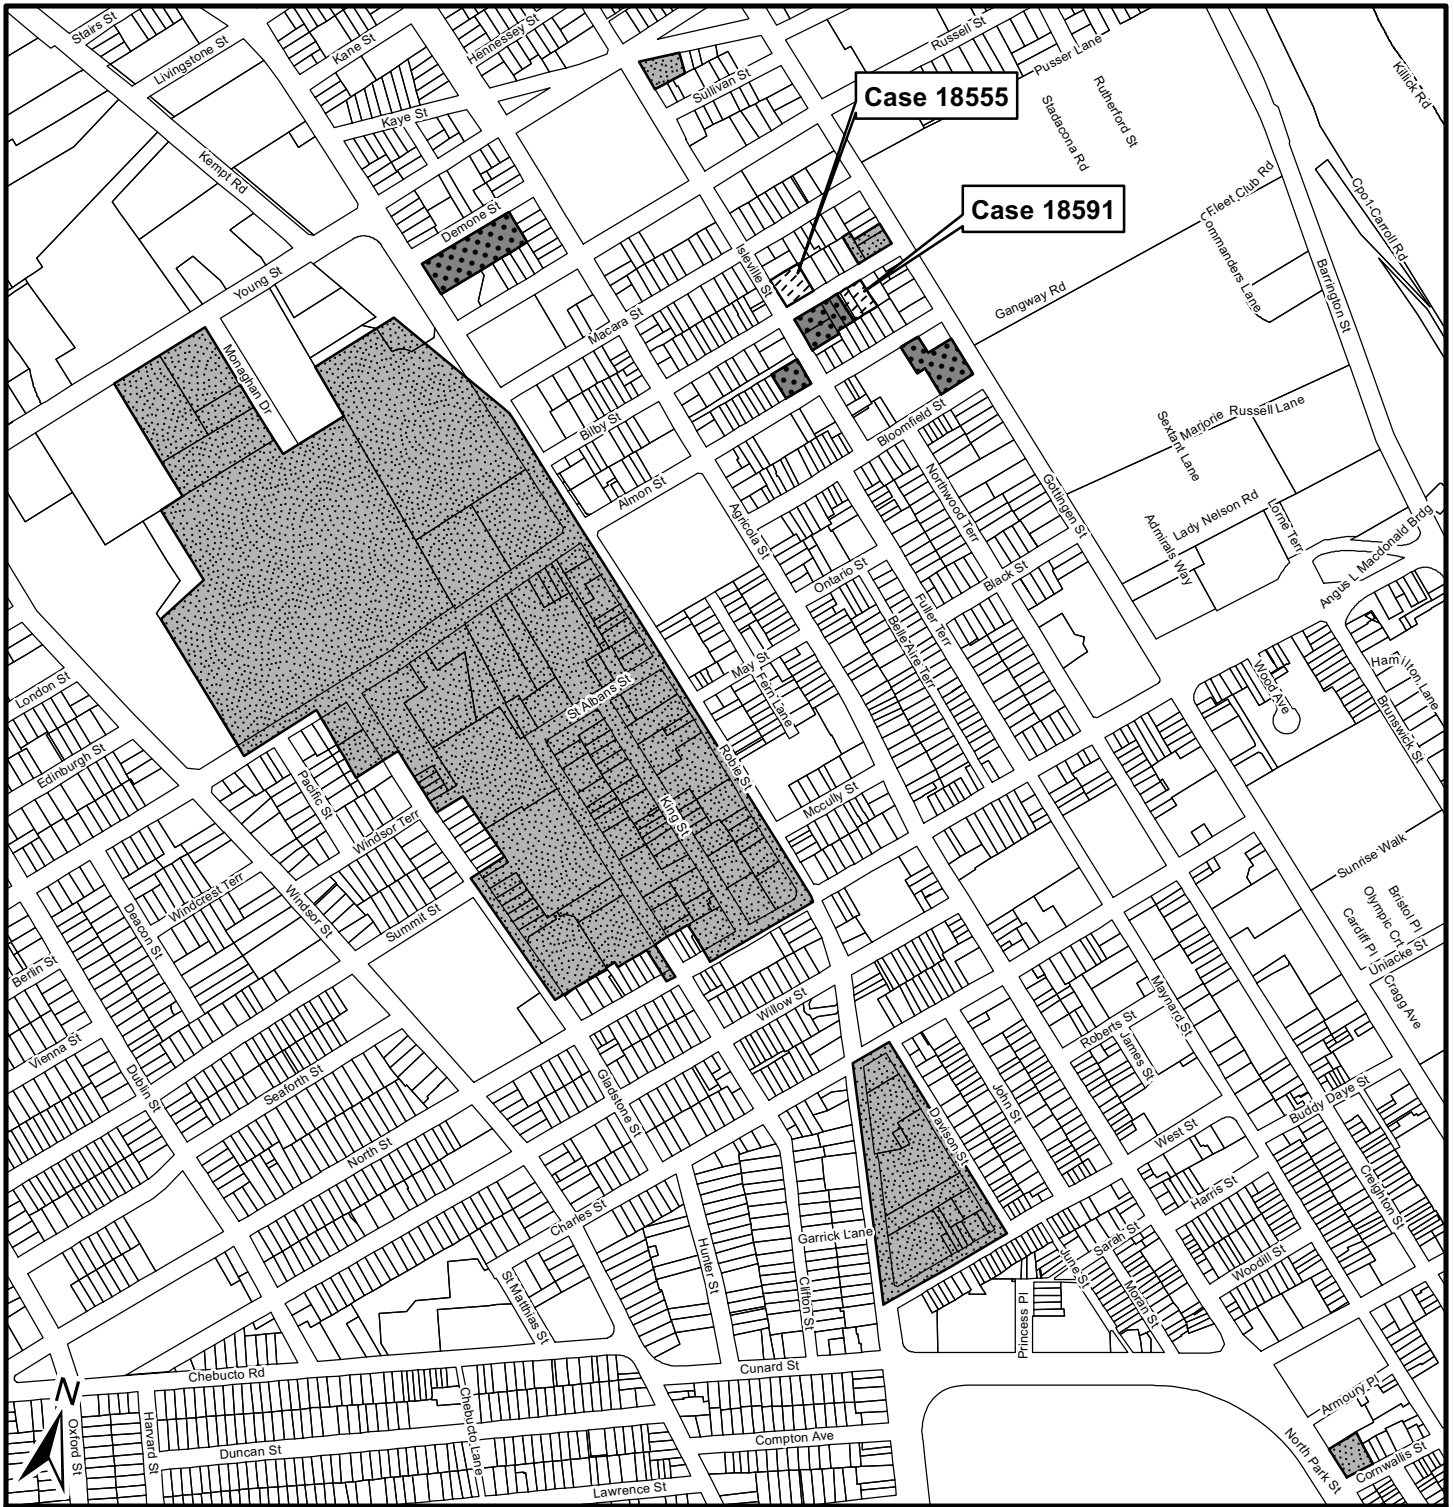 Stairs St
Livingstone St
Kane St
Hennessey St
Russell St
Pusser Lane
Killick Rd
Sullivan St
Case 18555
Kaye St
Stadacona Rd
Rutherford St
Kempt Rd
Fleet Club Rd
Cpo1 Carroll Rd
Case 18591
Demone St
Commanders Lane
Isleville St
Young St
Barrington St
Gangway Rd
Macara St
Monaghan Dr
Bilby St
Bloomfield St
Marjorie Russell Lane
Sextant Lane
Almon St
Northwood Terr
Gottingen St
Agricola St
Lady Nelson Rd
Lorne Terr
Admirals Way
Angus L Macdonald Brdg
Ontario St
Black St
Fuller Terr
Belle Aire Terr
May St
Fern Lane
London St
St Albans St
Wood Ave
Hamilton Lane
Brunswick St
Edinburgh St
Pacific St
Robie St
King St
Mccully St
Windsor Terr
Sunrise Walk
Windcrest Terr
Windsor St
Deacon St
Summit St
Bristol Pl
Olympic Crt
Cardiff Pl
Uniacke St
Berlin St
Cragg Ave
Willow St
Maynard St
Roberts St
James St
Vienna St
Dublin St
Seaforth St
Gladstone St
John St
Davison St
Buddy Daye St
North St
West St
Creighton St
Harris St
Charles St
Garrick Lane
Sarah St
June St
Hunter St
Clifton St
Woodill St
Moran St
St Matthias St
Princess Pl
Chebucto Rd
Cunard St
Armoury Pl
N
Oxford St
Harvard St
Chebucto Lane
Duncan St
Compton Ave
North Park St
Cornwallis St
Lawrence St